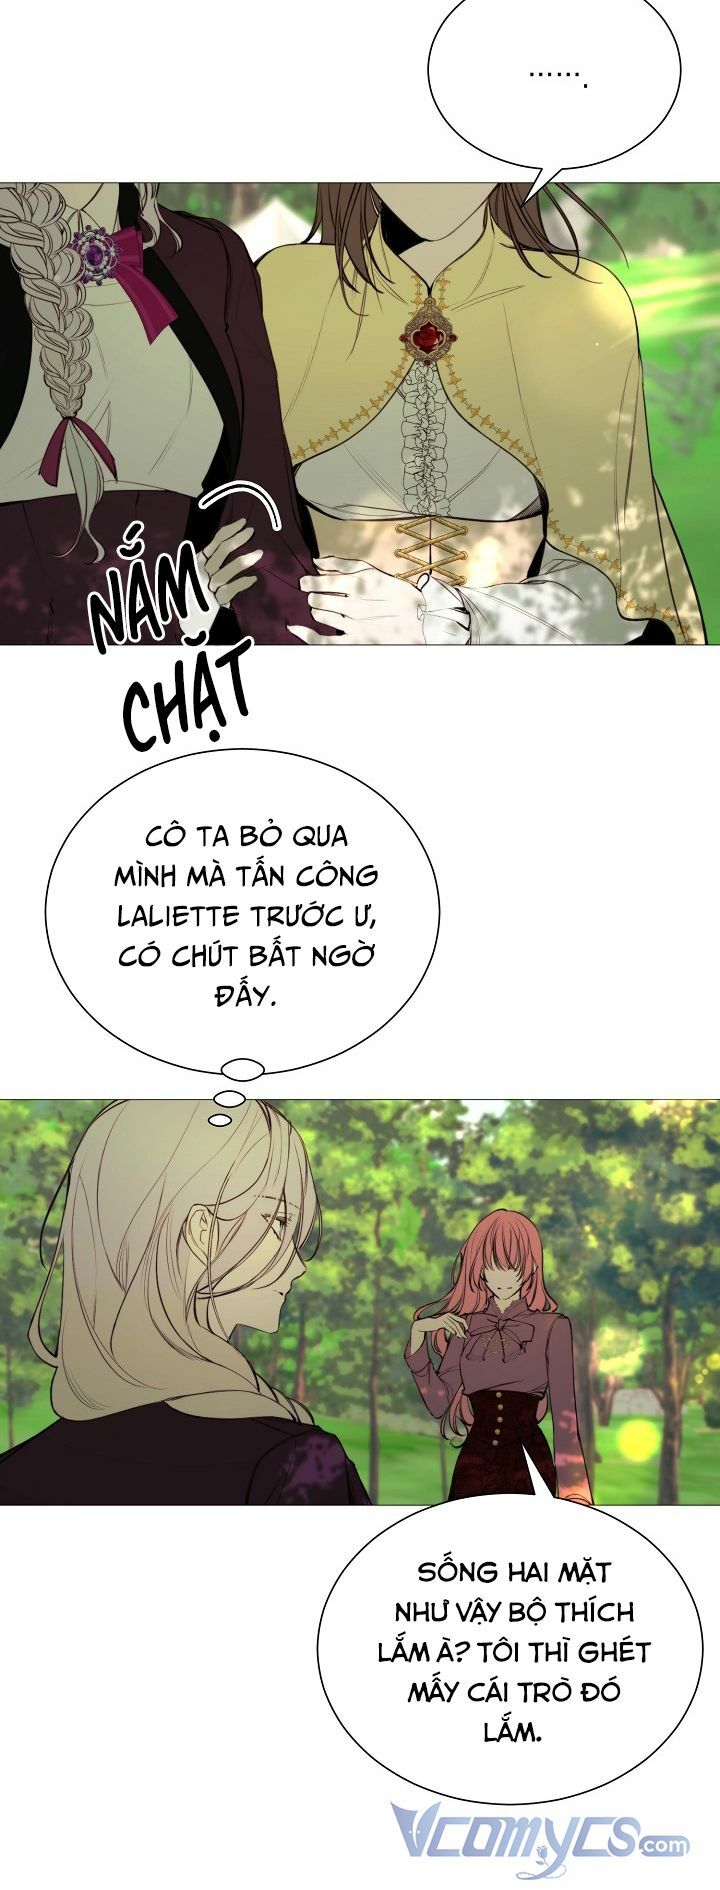 .......
NẮM
CHẶT
CÔ TA BỎ QUA
MÌNH MÀ TẤN CÔNG
LALIETTE TRƯỚC Ư,
CÓ CHÚT BẤT NGỜ
ĐẤY.
SỐNG HAI MẶT
NHƯ VẬY BỘ THÍCH
LẮM À? TÔI THÌ GHÉT
MẤY CÁI TRÒ ĐÓ
LẮM.
VCOMYCS.com